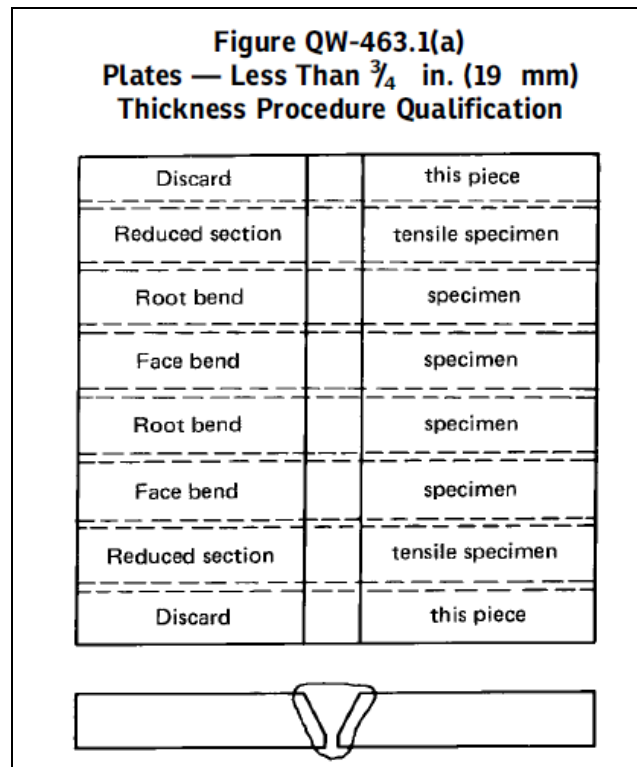 Figure QW-463.1(a)
Plates — Less Than 3/4 in. (19 mm)
Thickness Procedure Qualification
Discard this piece
Reduced section tensile specimen
Root bend specimen
Face bend specimen
Root bend specimen
Face bend specimen
Reduced section tensile specimen
Discard this piece